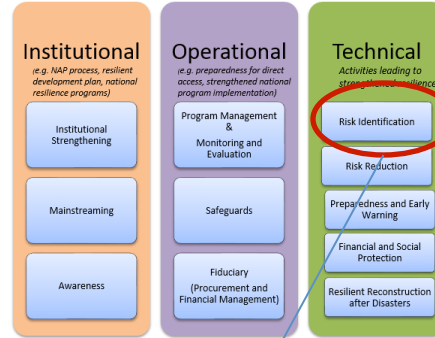 Institutional
(e.g. NAP process, resilient
development plan, national
resilience programs)
Institutional
Strengthening
Mainstreaming
Awareness
Operational
(e.g. preparedness for direct
access, strengthened national
program implementation)
Program Management
&
Monitoring and
Evaluation
Safeguards
Fiduciary
(Procurement and
Financial Management)
Technical
Activities leading to
strengthened resilience
Risk Identification
Risk Reduction
Preparedness and Early
Warning
Financial and Social
Protection
Resilient Reconstruction
after Disasters